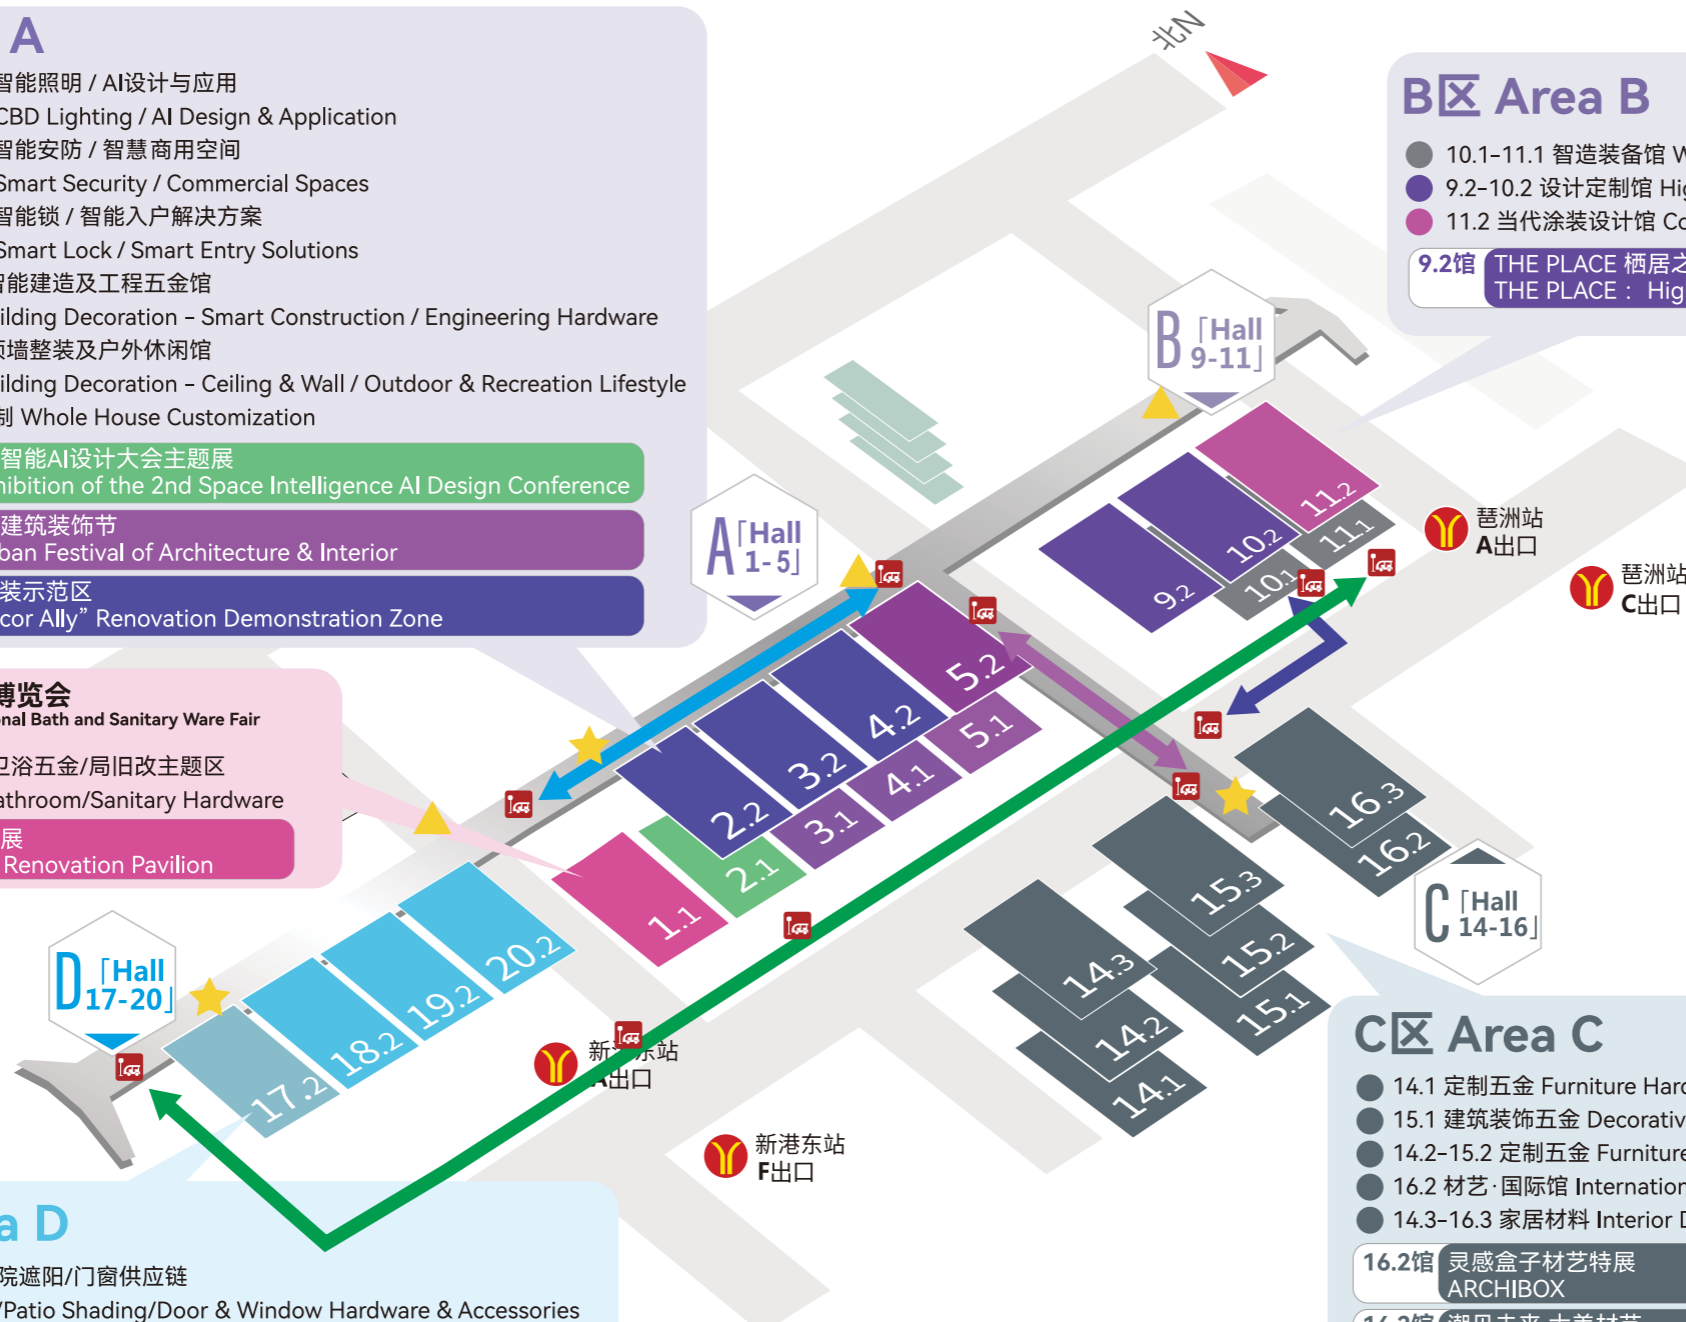 A
智能照明 / AI设计与应用
CBD Lighting / AI Design & Application
智能安防 / 智慧商用空间
Smart Security / Commercial Spaces
智能锁 / 智能入户解决方案
Smart Lock / Smart Entry Solutions
智能建造及工程五金馆
ilding Decoration – Smart Construction / Engineering Hardware
顶墙整装及户外休闲馆
ilding Decoration – Ceiling & Wall / Outdoor & Recreation Lifestyle
制 Whole House Customization
智能AI设计大会主题展
hibition of the 2nd Space Intelligence AI Design Conference
建筑装饰节
ban Festival of Architecture & Interior
装示范区
cor Ally” Renovation Demonstration Zone
博览会
onal Bath and Sanitary Ware Fair
卫浴五金/局旧改主题区
athroom/Sanitary Hardware
展
Renovation Pavilion
北N
B区 Area B
10.1–11.1 智造装备馆 W
9.2–10.2 设计定制馆 Hig
11.2 当代涂装设计馆 Co
9.2馆
THE PLACE 栖居之
THE PLACE : Hig
B「Hall
9-11」
A「Hall
1-5」
11.2
11.1
10.2
10.1
9.2
琶洲站
A出口
琶洲站
C出口
5.2
5.1
4.2
4.1
3.2
3.1
2.2
2.1
1.1
16.3
16.2
15.3
15.2
15.1
14.3
14.2
14.1
C「Hall
14-16」
D「Hall
17-20」
20.2
19.2
18.2
17.2
新港东站
A出口
新港东站
F出口
a D
院遮阳/门窗供应链
/Patio Shading/Door & Window Hardware & Accessories
C区 Area C
14.1 定制五金 Furniture Hard
15.1 建筑装饰五金 Decorativ
14.2–15.2 定制五金 Furniture
16.2 材艺·国际馆 Internation
14.3–16.3 家居材料 Interior D
16.2馆
灵感盒子材艺特展
ARCHIBOX